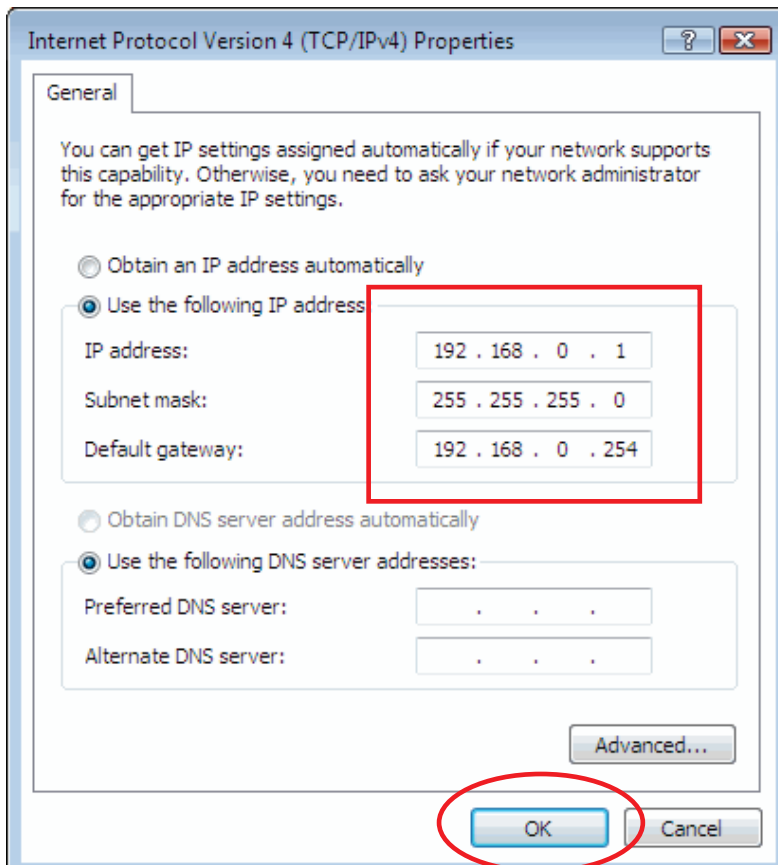 Internet Protocol Version 4 (TCP/IPv4) Properties
General
You can get IP settings assigned automatically if your network supports
this capability. Otherwise, you need to ask your network administrator
for the appropriate IP settings.
Obtain an IP address automatically
Use the following IP address:
IP address: 192 . 168 . 0 . 1
Subnet mask: 255 . 255 . 255 . 0
Default gateway: 192 . 168 . 0 . 254
Obtain DNS server address automatically
Use the following DNS server addresses:
Preferred DNS server: . . .
Alternate DNS server: . . .
Advanced...
OK Cancel